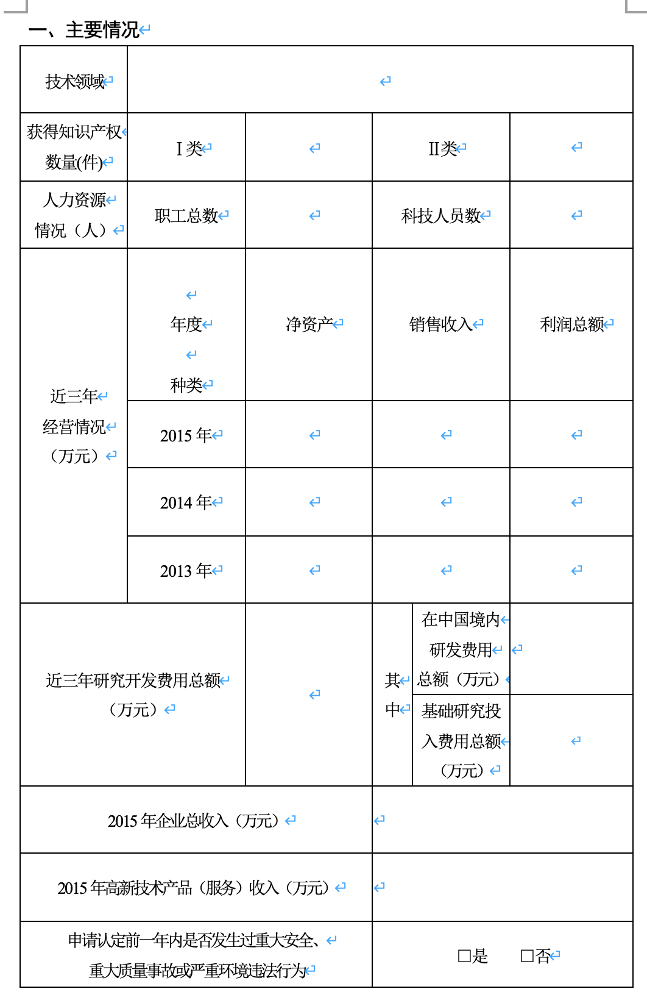 一、主要情况
技术领域
获得知识产权
数量(件)
Ⅰ类
Ⅱ类
人力资源
情况（人）
职工总数
科技人员数
近三年
经营情况
（万元）
年度
种类
净资产
销售收入
利润总额
2015 年
2014 年
2013 年
近三年研究开发费用总额
（万元）
其
中
在中国境内
研发费用
总额（万元）
基础研究投
入费用总额
（万元）
2015 年企业总收入（万元）
2015 年高新技术产品（服务）收入（万元）
申请认定前一年内是否发生过重大安全、
重大质量事故或严重环境违法行为
□是 □否